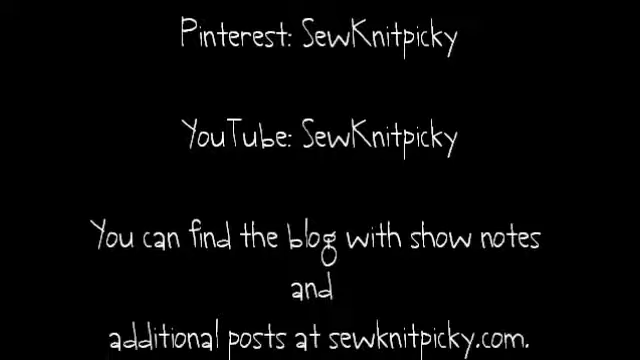 Pinterest: SewKnitpicky
YouTube: SewKnitpicky
You can find the blog with show notes
and
additional posts at sewknitpicky.com.